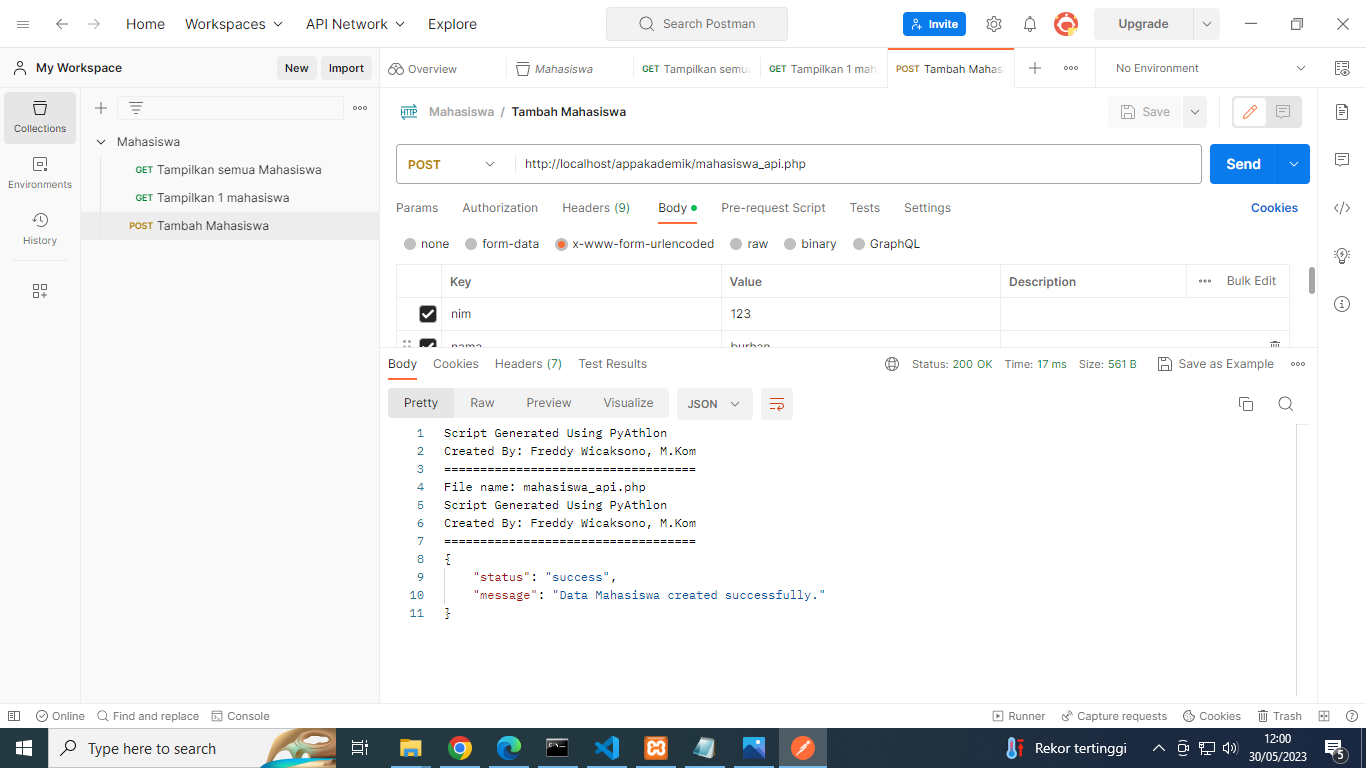 Home Workspaces API Network Explore Search Postman Invite Upgrade
My Workspace New Import Overview Mahasiswa GET Tampilkan semua GET Tampilkan 1 mah POST Tambah Mahas No Environment
Collections
Environments
History
Mahasiswa
GET Tampilkan semua Mahasiswa
GET Tampilkan 1 mahasiswa
POST Tambah Mahasiswa
HTTP Mahasiswa / Tambah Mahasiswa Save
POST http://localhost/appakademik/mahasiswa_api.php Send
Params Authorization Headers (9) Body Pre-request Script Tests Settings Cookies
none form-data x-www-form-urlencoded raw binary GraphQL
Key Value Description Bulk Edit
nim 123
nama burhan
Body Cookies Headers (7) Test Results Status: 200 OK Time: 17 ms Size: 561 B Save as Example
Pretty Raw Preview Visualize JSON
1 Script Generated Using PyAthlon
2 Created By: Freddy Wicaksono, M.Kom
3 ===================================
4 File name: mahasiswa_api.php
5 Script Generated Using PyAthlon
6 Created By: Freddy Wicaksono, M.Kom
7 ===================================
8 {
9 "status": "success",
10 "message": "Data Mahasiswa created successfully."
11 }
Online Find and replace Console Runner Capture requests Cookies Trash
Type here to search Rekor tertinggi 12:00
30/05/2023 5